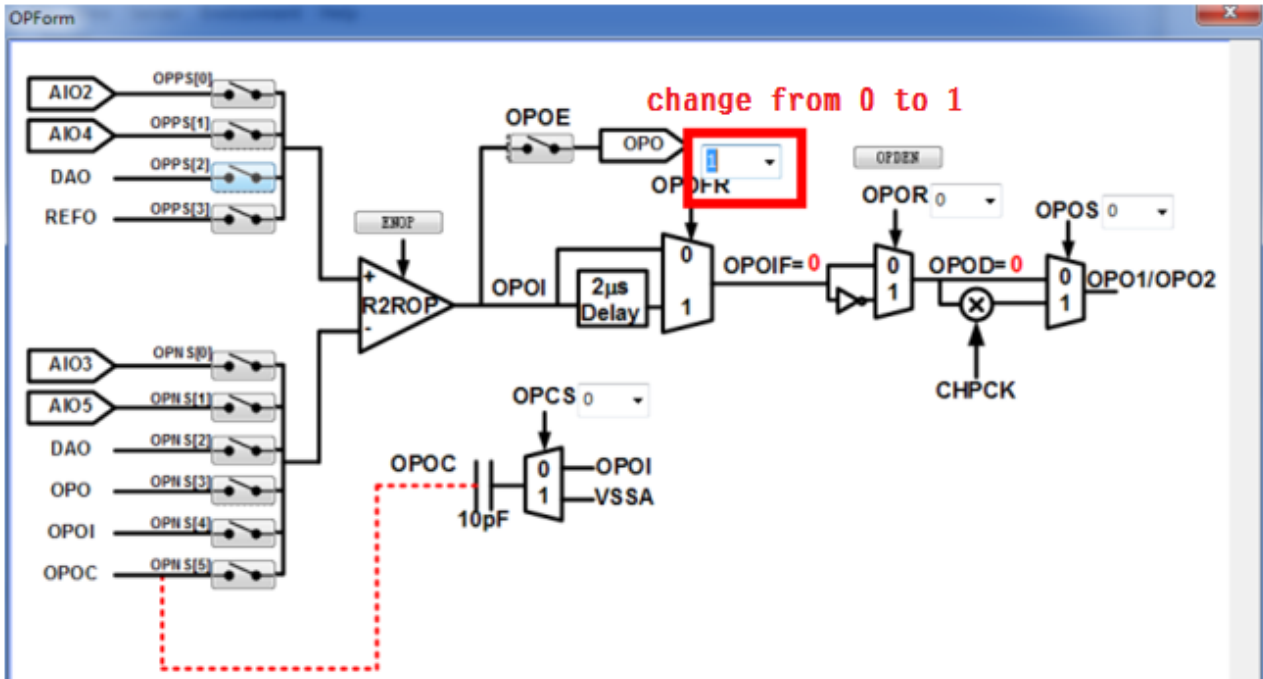 OPForm
change from 0 to 1
AIO2
OPPS[0]
AIO4
OPPS[1]
DAO
OPPS[2]
REFO
OPPS[3]
OPOE
OPO
1
OPOFR
OPDEN
OPOR 0
OPOS 0
ENOP
+
R2ROP
-
OPOI
2μs
Delay
0
1
OPOIF= 0
0
1
OPOD= 0
0
1
OPO1/OPO2
CHPCK
AIO3
OPNS[0]
AIO5
OPNS[1]
DAO
OPNS[2]
OPO
OPNS[3]
OPOI
OPNS[4]
OPOC
OPNS[5]
OPCS 0
OPOC
10pF
0
1
OPOI
VSSA